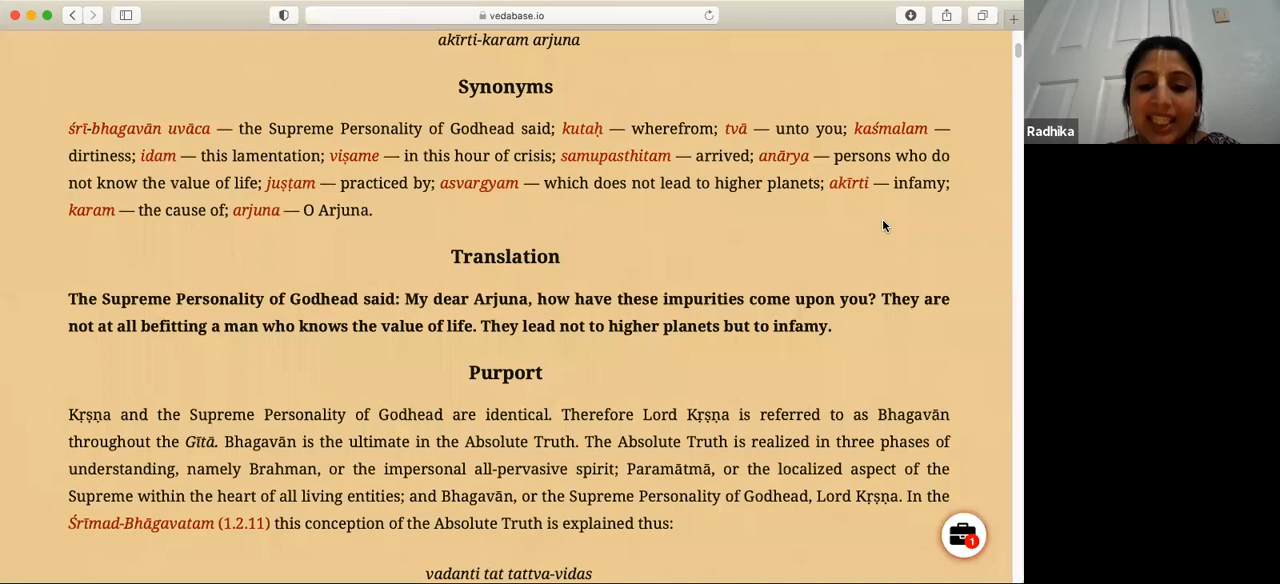 vedabase.io
akīrti-karam arjuna
Synonyms
śrī-bhagavān uvāca — the Supreme Personality of Godhead said; kutaḥ — wherefrom; tvā — unto you; kaśmalam —
dirtiness; idam — this lamentation; viṣame — in this hour of crisis; samupasthitam — arrived; anārya — persons who do
not know the value of life; juṣṭam — practiced by; asvargyam — which does not lead to higher planets; akīrti — infamy;
karam — the cause of; arjuna — O Arjuna.
Translation
The Supreme Personality of Godhead said: My dear Arjuna, how have these impurities come upon you? They are
not at all befitting a man who knows the value of life. They lead not to higher planets but to infamy.
Purport
Kṛṣṇa and the Supreme Personality of Godhead are identical. Therefore Lord Kṛṣṇa is referred to as Bhagavān
throughout the Gītā. Bhagavān is the ultimate in the Absolute Truth. The Absolute Truth is realized in three phases of
understanding, namely Brahman, or the impersonal all-pervasive spirit; Paramātmā, or the localized aspect of the
Supreme within the heart of all living entities; and Bhagavān, or the Supreme Personality of Godhead, Lord Kṛṣṇa. In the
Śrīmad-Bhāgavatam (1.2.11) this conception of the Absolute Truth is explained thus:
vadanti tat tattva-vidas
1
Radhika